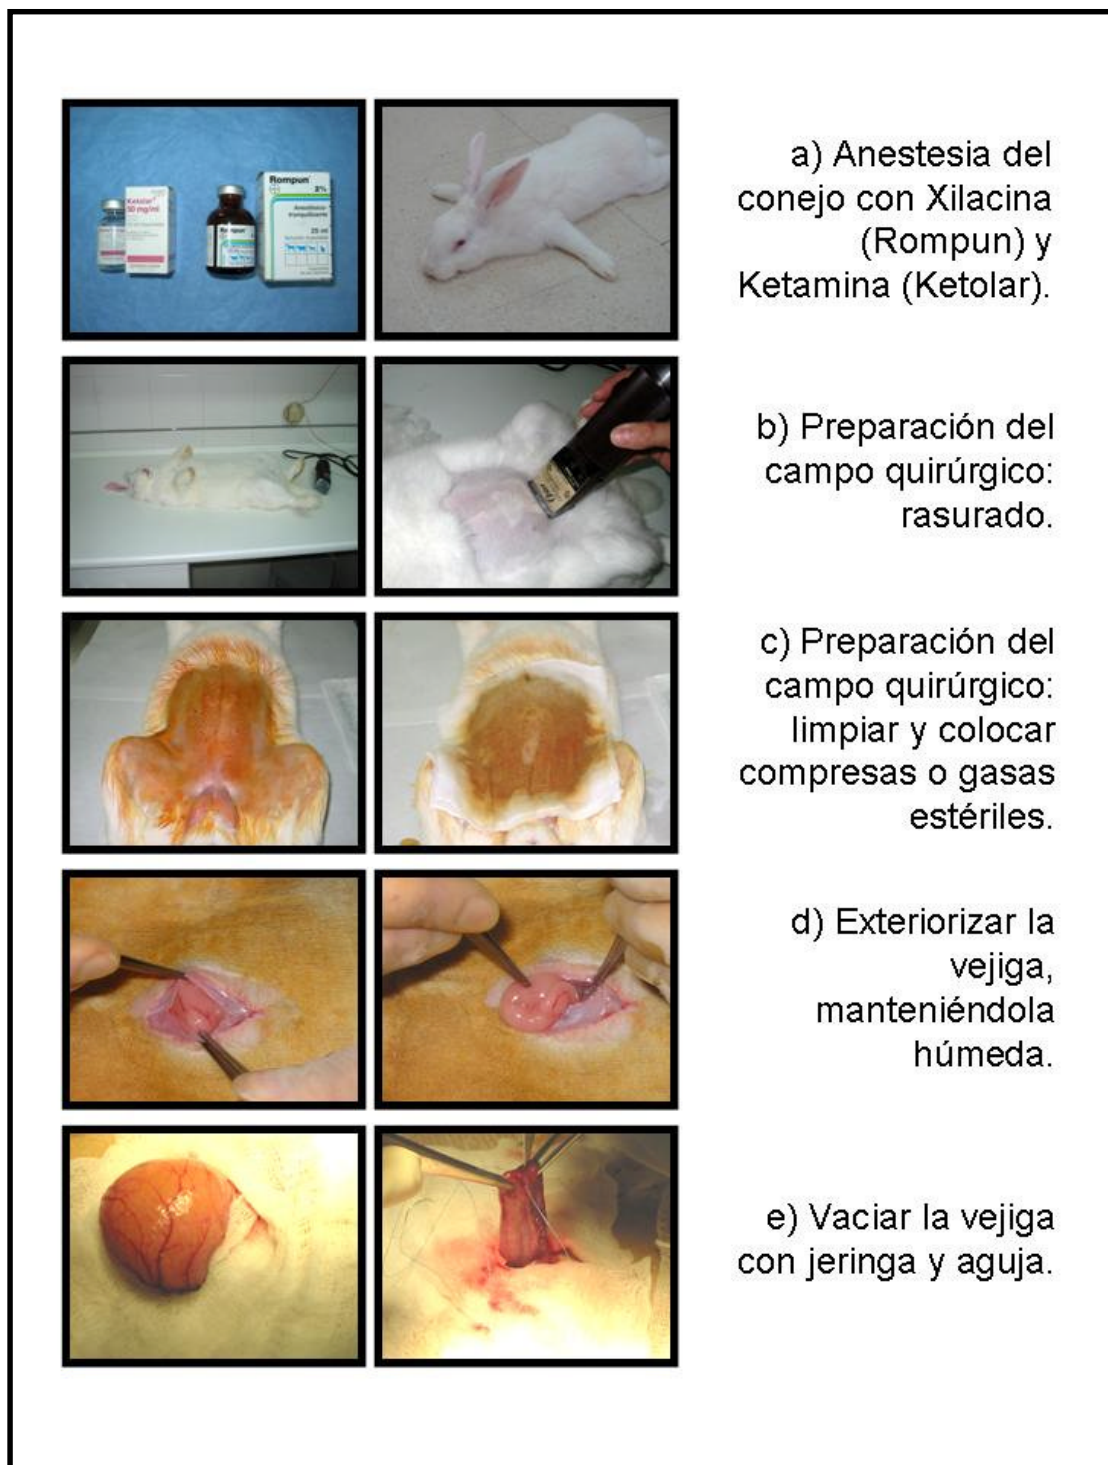 Ketolar
50 mg/ml
Rompun
2%
25 ml
Rompun
a) Anestesia del
conejo con Xilacina
(Rompun) y
Ketamina (Ketolar).
b) Preparación del
campo quirúrgico:
rasurado.
c) Preparación del
campo quirúrgico:
limpiar y colocar
compresas o gasas
estériles.
d) Exteriorizar la
vejiga,
manteniéndola
húmeda.
e) Vaciar la vejiga
con jeringa y aguja.